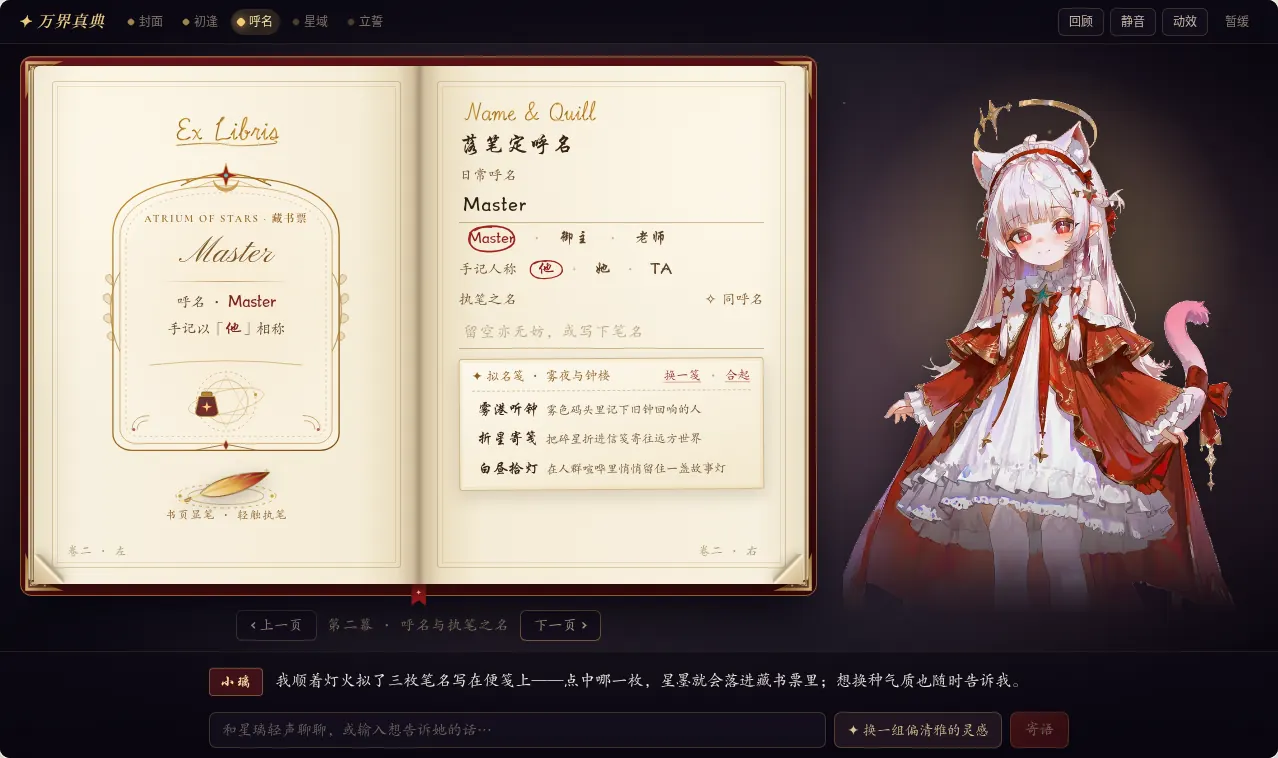 万界真典
封面 初逢 呼名 星域 立誓
回顾 静音 动效 暂缓
Ex Libris
ATRIUM OF STARS · 藏书票
Master
呼名 · Master
手记以「他」相称
书页显笔 · 轻触执笔
卷二 · 左
Name & Quill
落笔定呼名
日常呼名
Master
Master · 御主 · 老师
手记人称 他 · 她 · TA
执笔之名 同呼名
留空亦无妨，或写下笔名
拟名笺 · 雾夜与钟楼 换一笺 · 合起
雾港听钟 雾色码头里记下旧钟回响的人
折星寄笺 把碎星折进信笺寄往远方世界
白昼拾灯 在人群喧哗里悄悄留住一盏故事灯
卷二 · 右
上一页 第二幕 · 呼名与执笔之名 下一页
小璃 我顺着灯火拟了三枚笔名写在便笺上——点中哪一枚，星墨就会落进藏书票里；想换种气质也随时告诉我。
和星璃轻声聊聊，或输入想告诉她的话…
换一组偏清雅的灵感 寄语